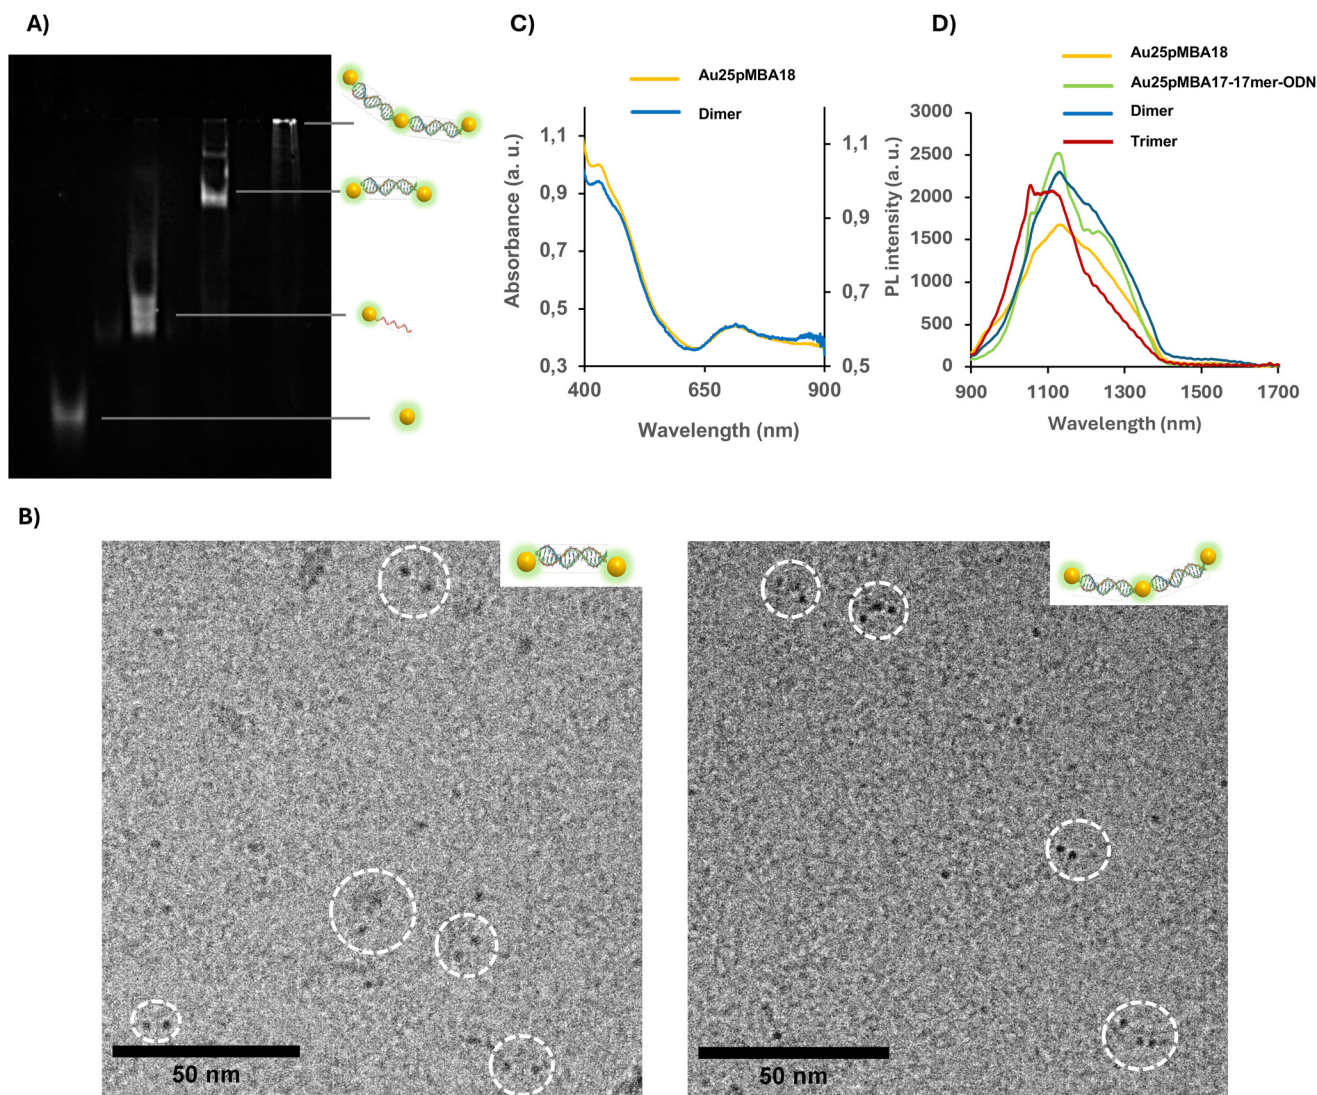 A)
C)
Au25pMBA18
Dimer
Absorbance (a. u.)
1,1
0,9
0,7
0,5
0,3
1,1
0,9
0,7
0,5
400
650
900
Wavelength (nm)
D)
Au25pMBA18
Au25pMBA17-17mer-ODN
Dimer
Trimer
PL intensity (a. u.)
3000
2500
2000
1500
1000
500
0
900
1100
1300
1500
1700
Wavelength (nm)
B)
50 nm
50 nm